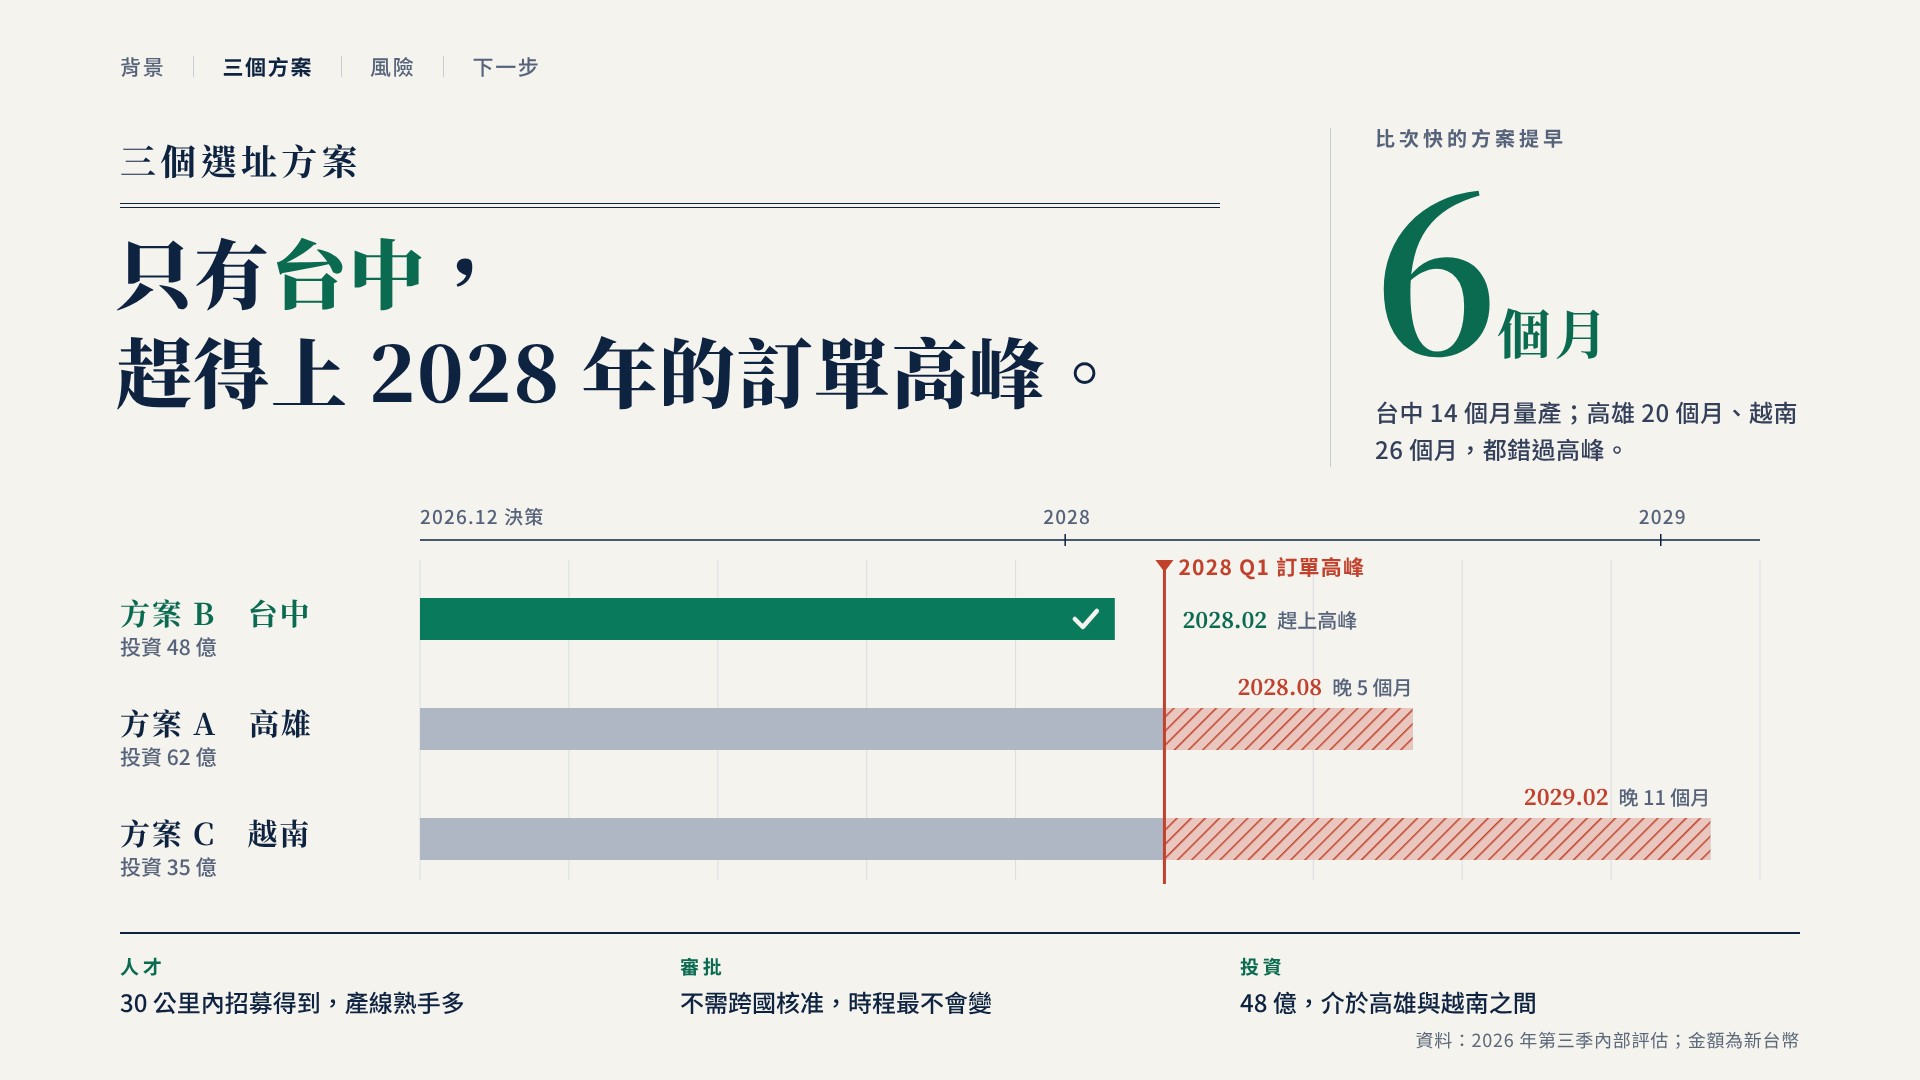 背景
三個方案
風險
下一步
三個選址方案
只有台中，
趕得上 2028 年的訂單高峰。
比次快的方案提早
6個月
台中 14 個月量產；高雄 20 個月、越南
26 個月，都錯過高峰。
2026.12 決策
2028
2029
2028 Q1 訂單高峰
方案 B　台中
投資 48 億
2028.02 趕上高峰
方案 A　高雄
投資 62 億
2028.08 晚 5 個月
方案 C　越南
投資 35 億
2029.02 晚 11 個月
人才
30 公里內招募得到，產線熟手多
審批
不需跨國核准，時程最不會變
投資
48 億，介於高雄與越南之間
資料：2026 年第三季內部評估；金額為新台幣